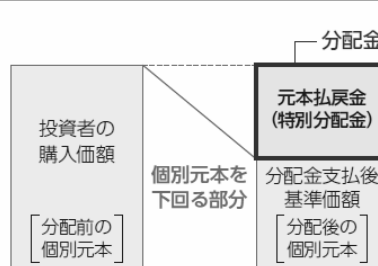 分配金
元本払戻金
(特別分配金)
投資者の
購入価額
個別元本を
下回る部分
分配金支払後
基準価額
分配前の
個別元本
分配後の
個別元本